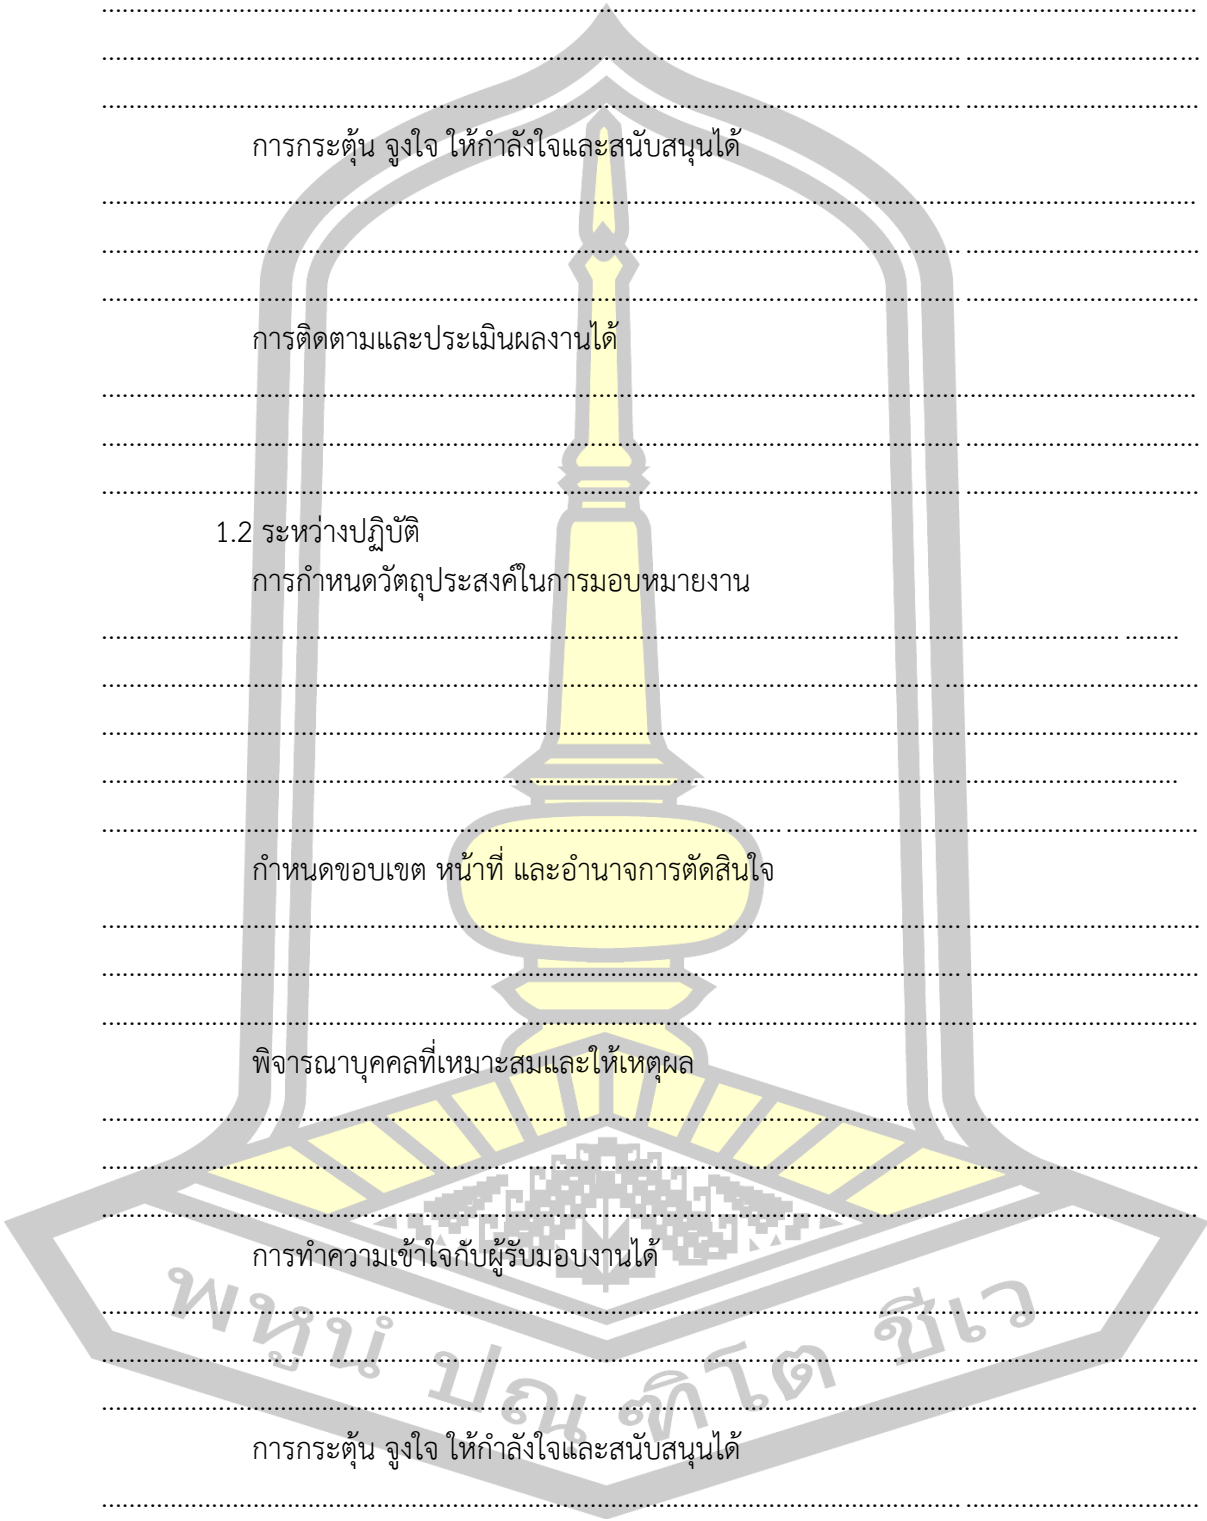 ........................................................................................................................
........................................................................................................................
........................................................................................................................
การกระตุ้น จูงใจ ให้กำลังใจและสนับสนุนได้
........................................................................................................................
........................................................................................................................
........................................................................................................................
การติดตามและประเมินผลงานได้
........................................................................................................................
........................................................................................................................
........................................................................................................................
1.2 ระหว่างปฏิบัติ
การกำหนดวัตถุประสงค์ในการมอบหมายงาน
........................................................................................................................
........................................................................................................................
........................................................................................................................
........................................................................................................................
........................................................................................................................
กำหนดขอบเขต หน้าที่ และอำนาจการตัดสินใจ
........................................................................................................................
........................................................................................................................
........................................................................................................................
พิจารณาบุคคลที่เหมาะสมและให้เหตุผล
........................................................................................................................
........................................................................................................................
........................................................................................................................
การทำความเข้าใจกับผู้รับมอบงานได้
........................................................................................................................
........................................................................................................................
........................................................................................................................
พหูนํ ปณฺฑิโต ชีเว
การกระตุ้น จูงใจ ให้กำลังใจและสนับสนุนได้
........................................................................................................................